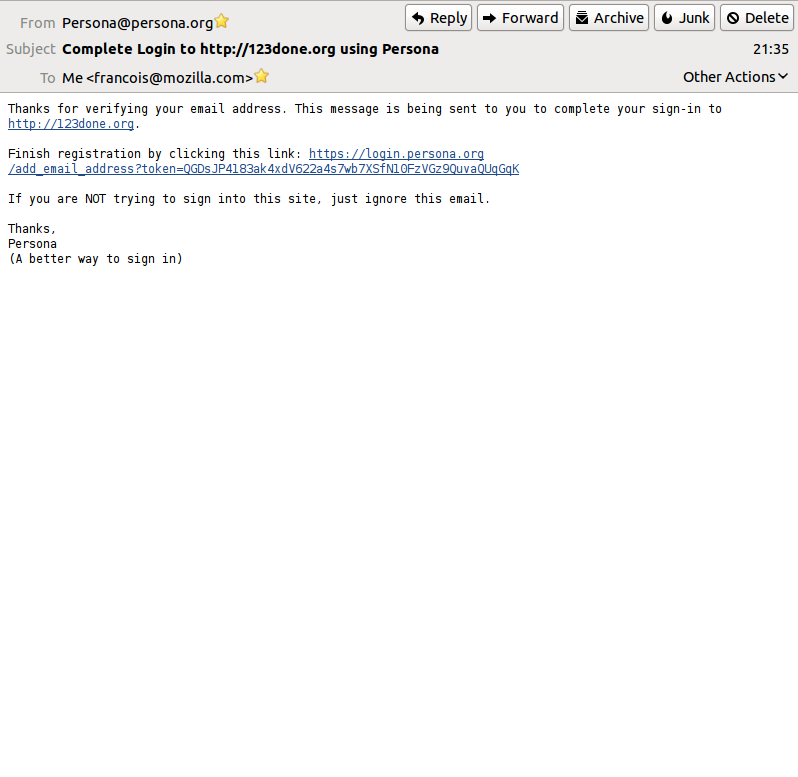 From Persona@persona.org
Reply Forward Archive Junk Delete
Subject Complete Login to http://123done.org using Persona 21:35
To Me <francois@mozilla.com> Other Actions
Thanks for verifying your email address. This message is being sent to you to complete your sign-in to
http://123done.org.
Finish registration by clicking this link: https://login.persona.org
/add_email_address?token=QGDsJP4l83ak4xdV622a4s7wb7XSfNl0FzVGz9QuvaQUqGqK
If you are NOT trying to sign into this site, just ignore this email.
Thanks,
Persona
(A better way to sign in)